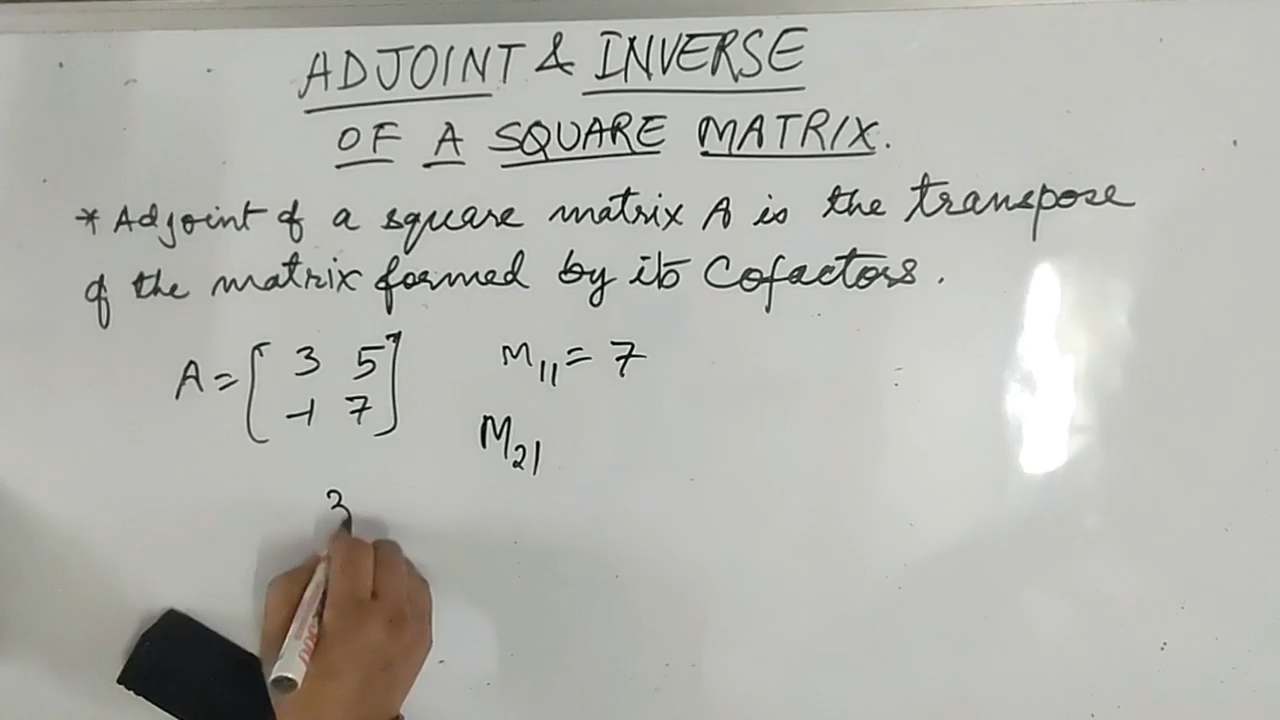 ADJOINT & INVERSE
OF A SQUARE MATRIX.
* Adjoint of a square matrix A is the transpose
of the matrix formed by its Cofactors.
A = [ 3 5
-1 7 ]
M11 = 7
M21
3